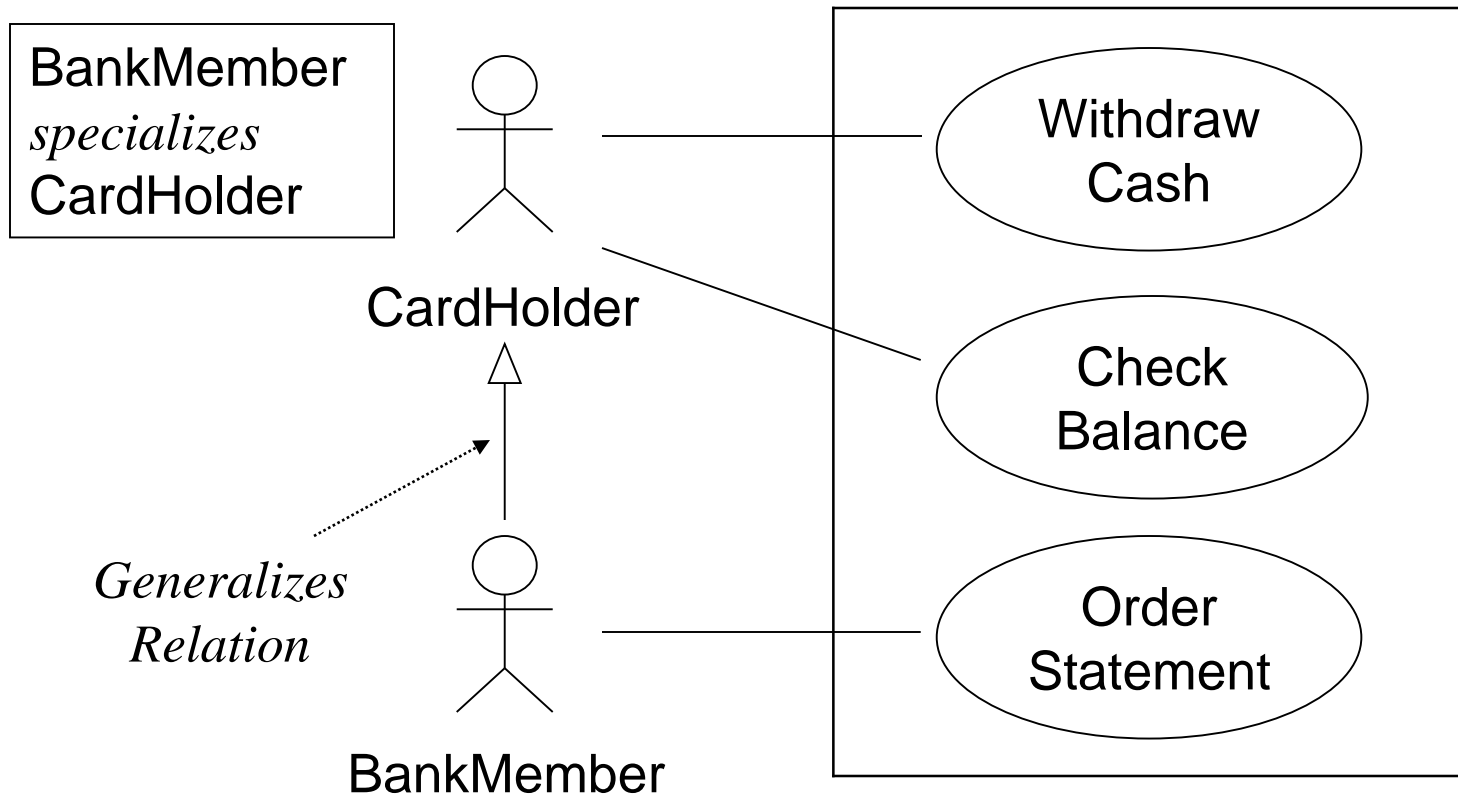 BankMember
specializes
CardHolder
CardHolder
Generalizes
Relation
BankMember
Withdraw
Cash
Check
Balance
Order
Statement